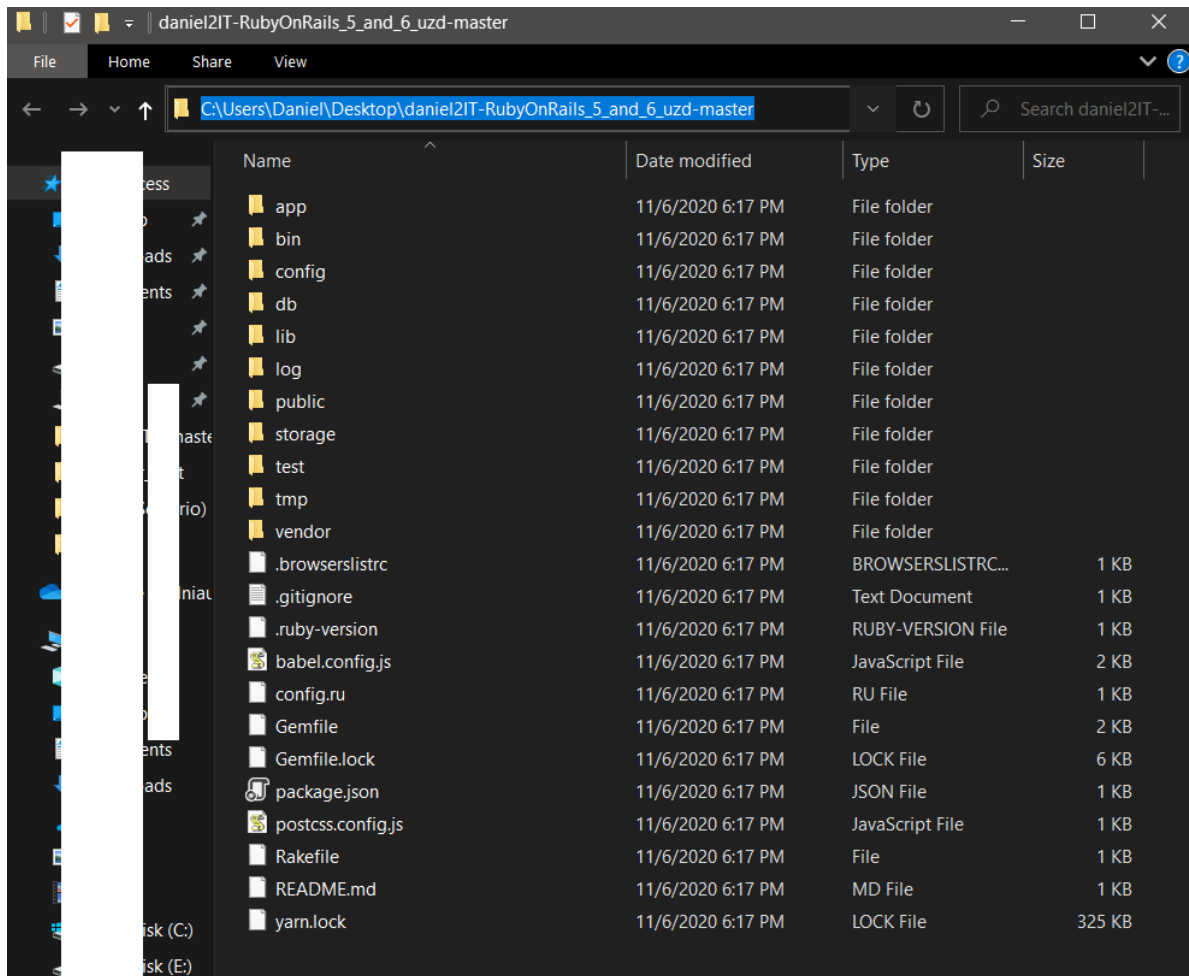 daniel2IT-RubyOnRails_5_and_6_uzd-master
File Home Share View
C:\Users\Daniel\Desktop\daniel2IT-RubyOnRails_5_and_6_uzd-master Search daniel2IT-...
Name Date modified Type Size
app 11/6/2020 6:17 PM File folder
bin 11/6/2020 6:17 PM File folder
config 11/6/2020 6:17 PM File folder
db 11/6/2020 6:17 PM File folder
lib 11/6/2020 6:17 PM File folder
log 11/6/2020 6:17 PM File folder
public 11/6/2020 6:17 PM File folder
storage 11/6/2020 6:17 PM File folder
test 11/6/2020 6:17 PM File folder
tmp 11/6/2020 6:17 PM File folder
vendor 11/6/2020 6:17 PM File folder
.browserslistrc 11/6/2020 6:17 PM BROWSERSLISTRC... 1 KB
.gitignore 11/6/2020 6:17 PM Text Document 1 KB
.ruby-version 11/6/2020 6:17 PM RUBY-VERSION File 1 KB
babel.config.js 11/6/2020 6:17 PM JavaScript File 2 KB
config.ru 11/6/2020 6:17 PM RU File 1 KB
Gemfile 11/6/2020 6:17 PM File 2 KB
Gemfile.lock 11/6/2020 6:17 PM LOCK File 6 KB
package.json 11/6/2020 6:17 PM JSON File 1 KB
postcss.config.js 11/6/2020 6:17 PM JavaScript File 1 KB
Rakefile 11/6/2020 6:17 PM File 1 KB
README.md 11/6/2020 6:17 PM MD File 1 KB
yarn.lock 11/6/2020 6:17 PM LOCK File 325 KB
(C:)
(E:)